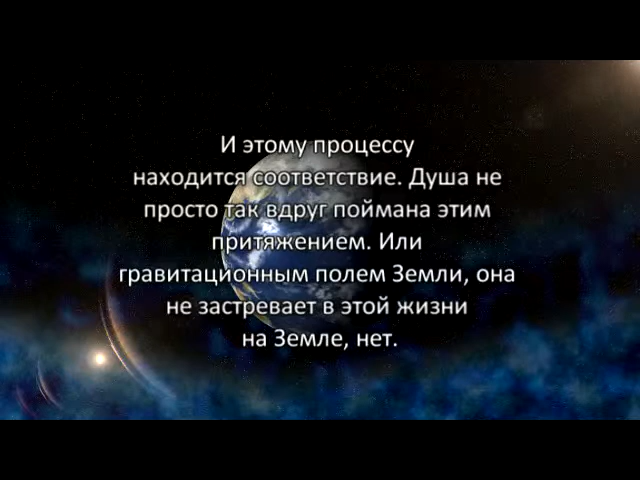 И этому процессу
находится соответствие. Душа не
просто так вдруг поймана этим
притяжением. Или
гравитационным полем Земли, она
не застревает в этой жизни
на Земле, нет.